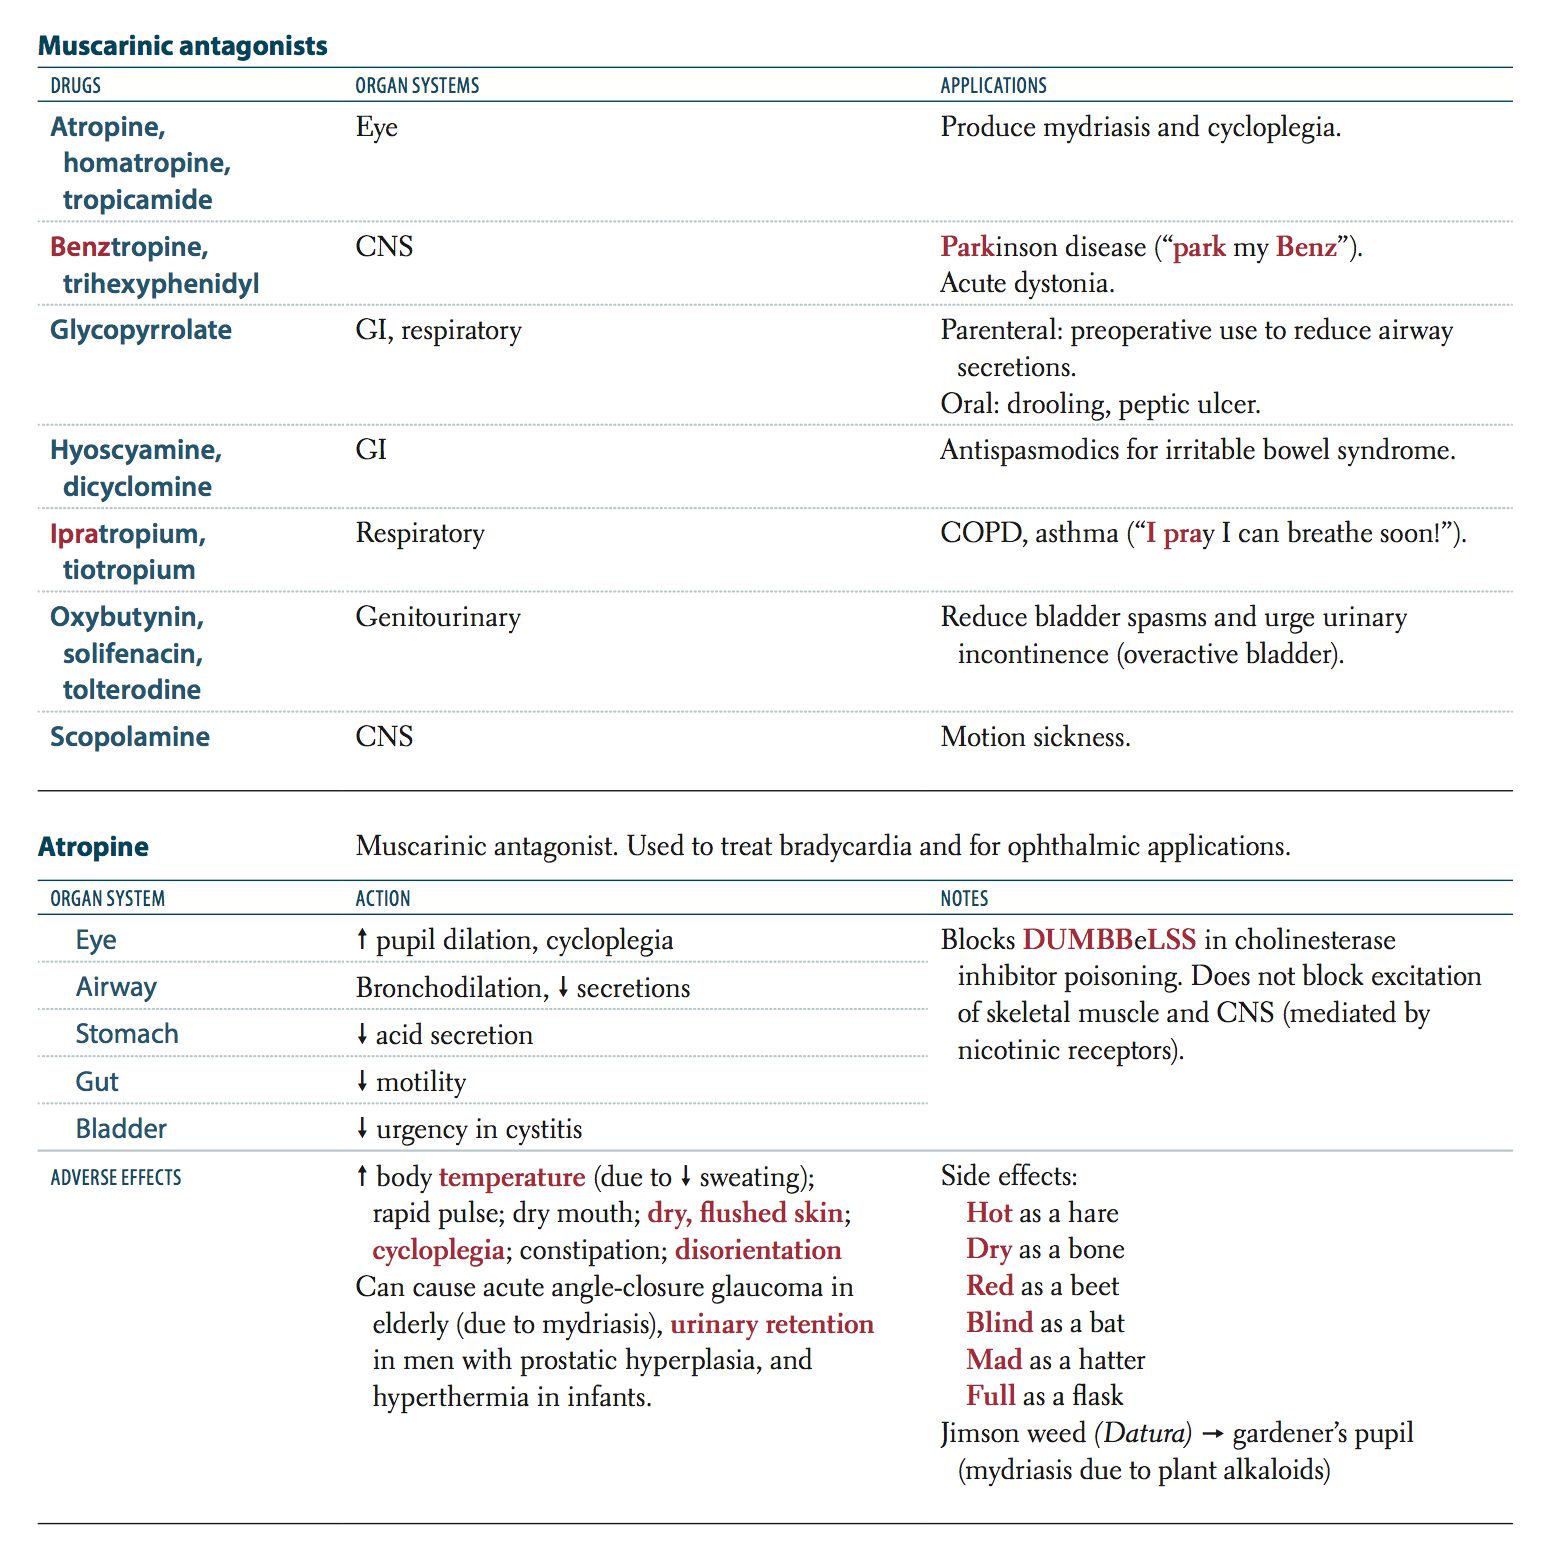 Muscarinic antagonists
DRUGS ORGAN SYSTEMS APPLICATIONS
Atropine, Eye Produce mydriasis and cycloplegia.
homatropine,
tropicamide
Benztropine, CNS Parkinson disease (“park my Benz”).
trihexyphenidyl Acute dystonia.
Glycopyrrolate GI, respiratory Parenteral: preoperative use to reduce airway
secretions.
Oral: drooling, peptic ulcer.
Hyoscyamine, GI Antispasmodics for irritable bowel syndrome.
dicyclomine
Ipratropium, Respiratory COPD, asthma (“I pray I can breathe soon!”).
tiotropium
Oxybutynin, Genitourinary Reduce bladder spasms and urge urinary
solifenacin, incontinence (overactive bladder).
tolterodine
Scopolamine CNS Motion sickness.
Atropine Muscarinic antagonist. Used to treat bradycardia and for ophthalmic applications.
ORGAN SYSTEM ACTION NOTES
Eye ↑ pupil dilation, cycloplegia Blocks DUMBBeLSS in cholinesterase
inhibitor poisoning. Does not block excitation
Airway Bronchodilation, ↓ secretions
of skeletal muscle and CNS (mediated by
Stomach ↓ acid secretion
nicotinic receptors).
Gut ↓ motility
Bladder ↓ urgency in cystitis
ADVERSE EFFECTS ↑ body temperature (due to ↓ sweating); Side effects:
rapid pulse; dry mouth; dry, flushed skin; Hot as a hare
cycloplegia; constipation; disorientation Dry as a bone
Can cause acute angle-closure glaucoma in Red as a beet
elderly (due to mydriasis), urinary retention Blind as a bat
in men with prostatic hyperplasia, and Mad as a hatter
hyperthermia in infants. Full as a flask
Jimson weed (Datura) → gardener’s pupil
(mydriasis due to plant alkaloids)